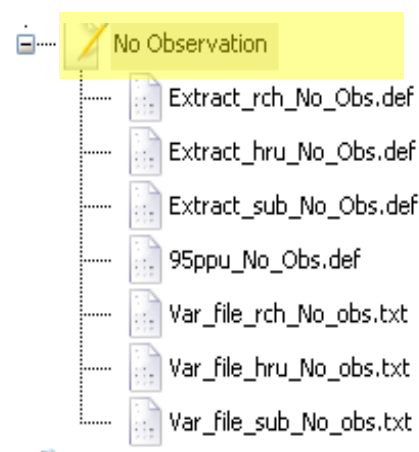 No Observation
Extract_rch_No_Obs.def
Extract_hru_No_Obs.def
Extract_sub_No_Obs.def
95ppu_No_Obs.def
Var_file_rch_No_obs.txt
Var_file_hru_No_obs.txt
Var_file_sub_No_obs.txt